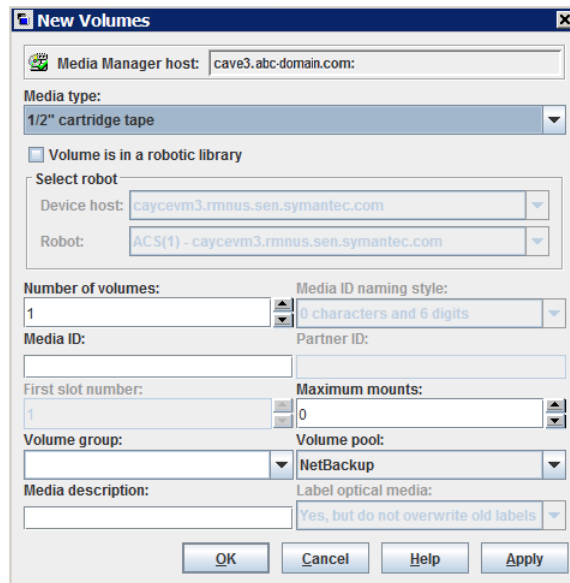 New Volumes
Media Manager host: cave3.abc-domain.com:
Media type:
1/2" cartridge tape
Volume is in a robotic library
Select robot
Device host: caycevm3.rmnus.sen.symantec.com
Robot: ACS(1) - caycevm3.rmnus.sen.symantec.com
Number of volumes: Media ID naming style:
1 0 characters and 6 digits
Media ID: Partner ID:
First slot number: Maximum mounts:
1 0
Volume group: Volume pool:
NetBackup
Media description: Label optical media:
Yes, but do not overwrite old labels
OK Cancel Help Apply